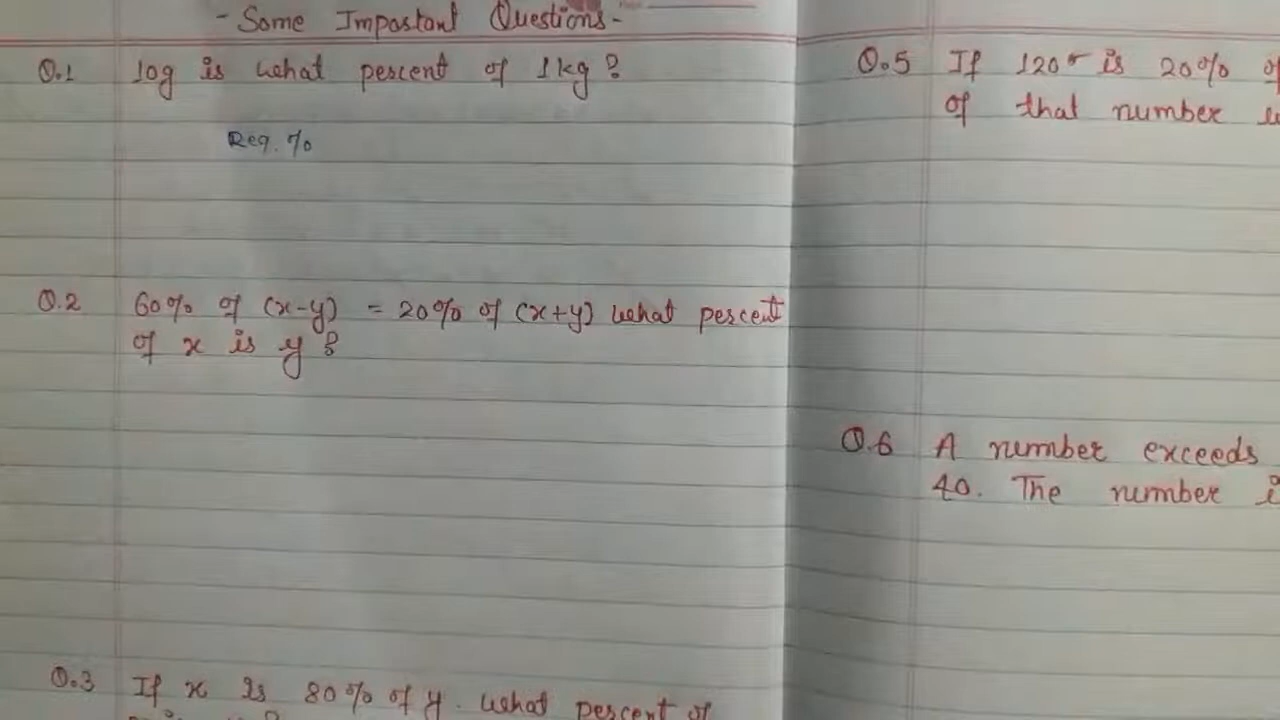 - Some Important Questions -
Q.1 10g is what percent of 1kg?
Req. %
Q.2 60% of (x-y) = 20% of (x+y) what percent
of x is y?
Q.3 If x is 80% of y. what percent of
Q.5 If 120 is 20% of
of that number
Q.6 A number exceeds
40. The number